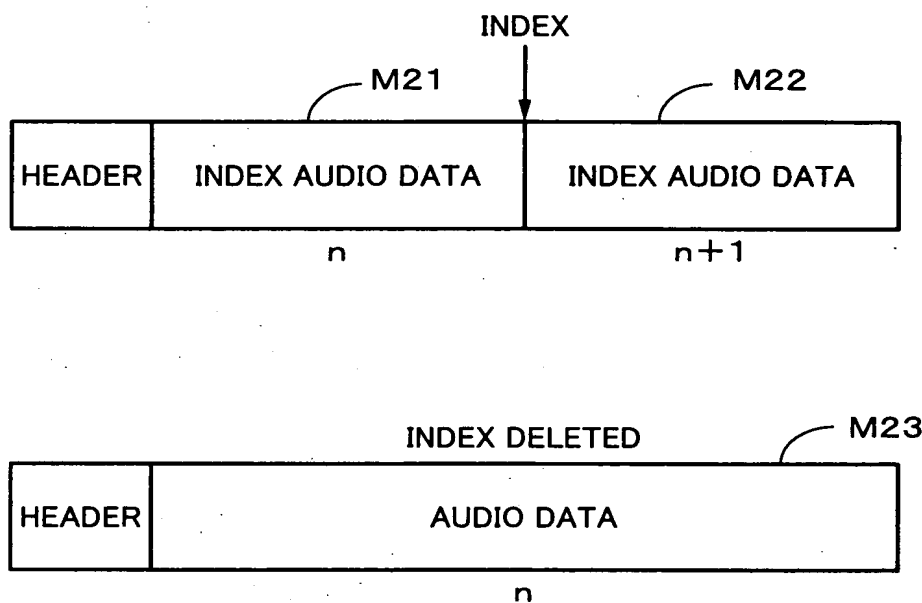 INDEX
M21 M22
HEADER INDEX AUDIO DATA INDEX AUDIO DATA
n n+1
INDEX DELETED M23
HEADER AUDIO DATA
n